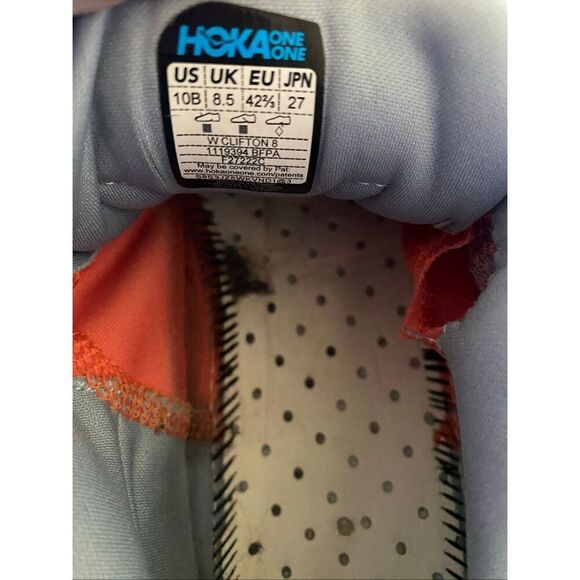 HOKA ONE ONE
US UK EU JPN
10B 8.5 42⅔ 27
W CLIFTON 8
1119394 BFPA
F27222C
May be covered by Pat:
www.hokaoneone.com/patents